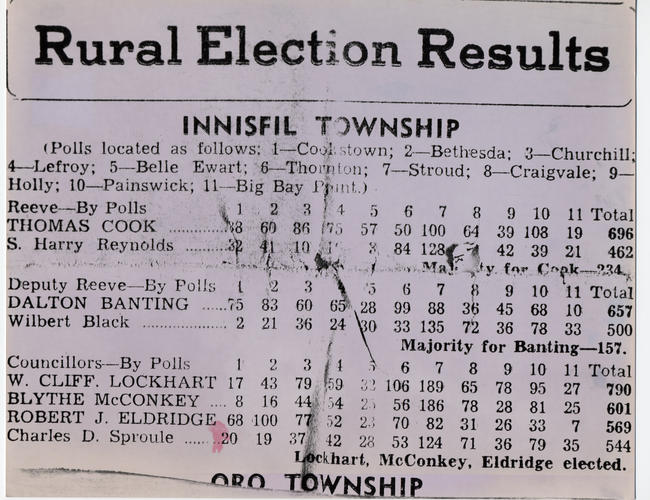 Rural Election Results
INNISFIL TOWNSHIP
(Polls located as follows: 1—Cookstown; 2—Bethesda; 3—Churchill;
4—Lefroy; 5—Belle Ewart; 6—Thornton; 7—Stroud; 8—Craigvale; 9—
Holly; 10—Painswick; 11—Big Bay Point.)
Reeve—By Polls 1 2 3 4 5 6 7 8 9 10 11 Total
THOMAS COOK 60 86 75 57 50 100 64 39 108 19 696
S. Harry Reynolds 32 41 10 84 128 42 39 21 462
Majority for Cook—234.
Deputy Reeve—By Polls 1 2 3 5 6 7 8 9 10 11 Total
DALTON BANTING 75 83 60 65 28 99 88 36 45 68 10 657
Wilbert Black 2 21 36 24 30 33 135 72 36 78 33 500
Majority for Banting—157.
Councillors—By Polls 1 2 3 4 5 6 7 8 9 10 11 Total
W. CLIFF. LOCKHART 17 43 79 59 106 189 65 78 95 27 790
BLYTHE McCONKEY 8 16 44 54 56 186 78 28 81 25 601
ROBERT J. ELDRIDGE 68 100 77 52 70 82 31 26 33 7 569
Charles D. Sproule 20 19 37 42 28 53 124 71 36 79 35 544
Lockhart, McConkey, Eldridge elected.
ORO TOWNSHIP